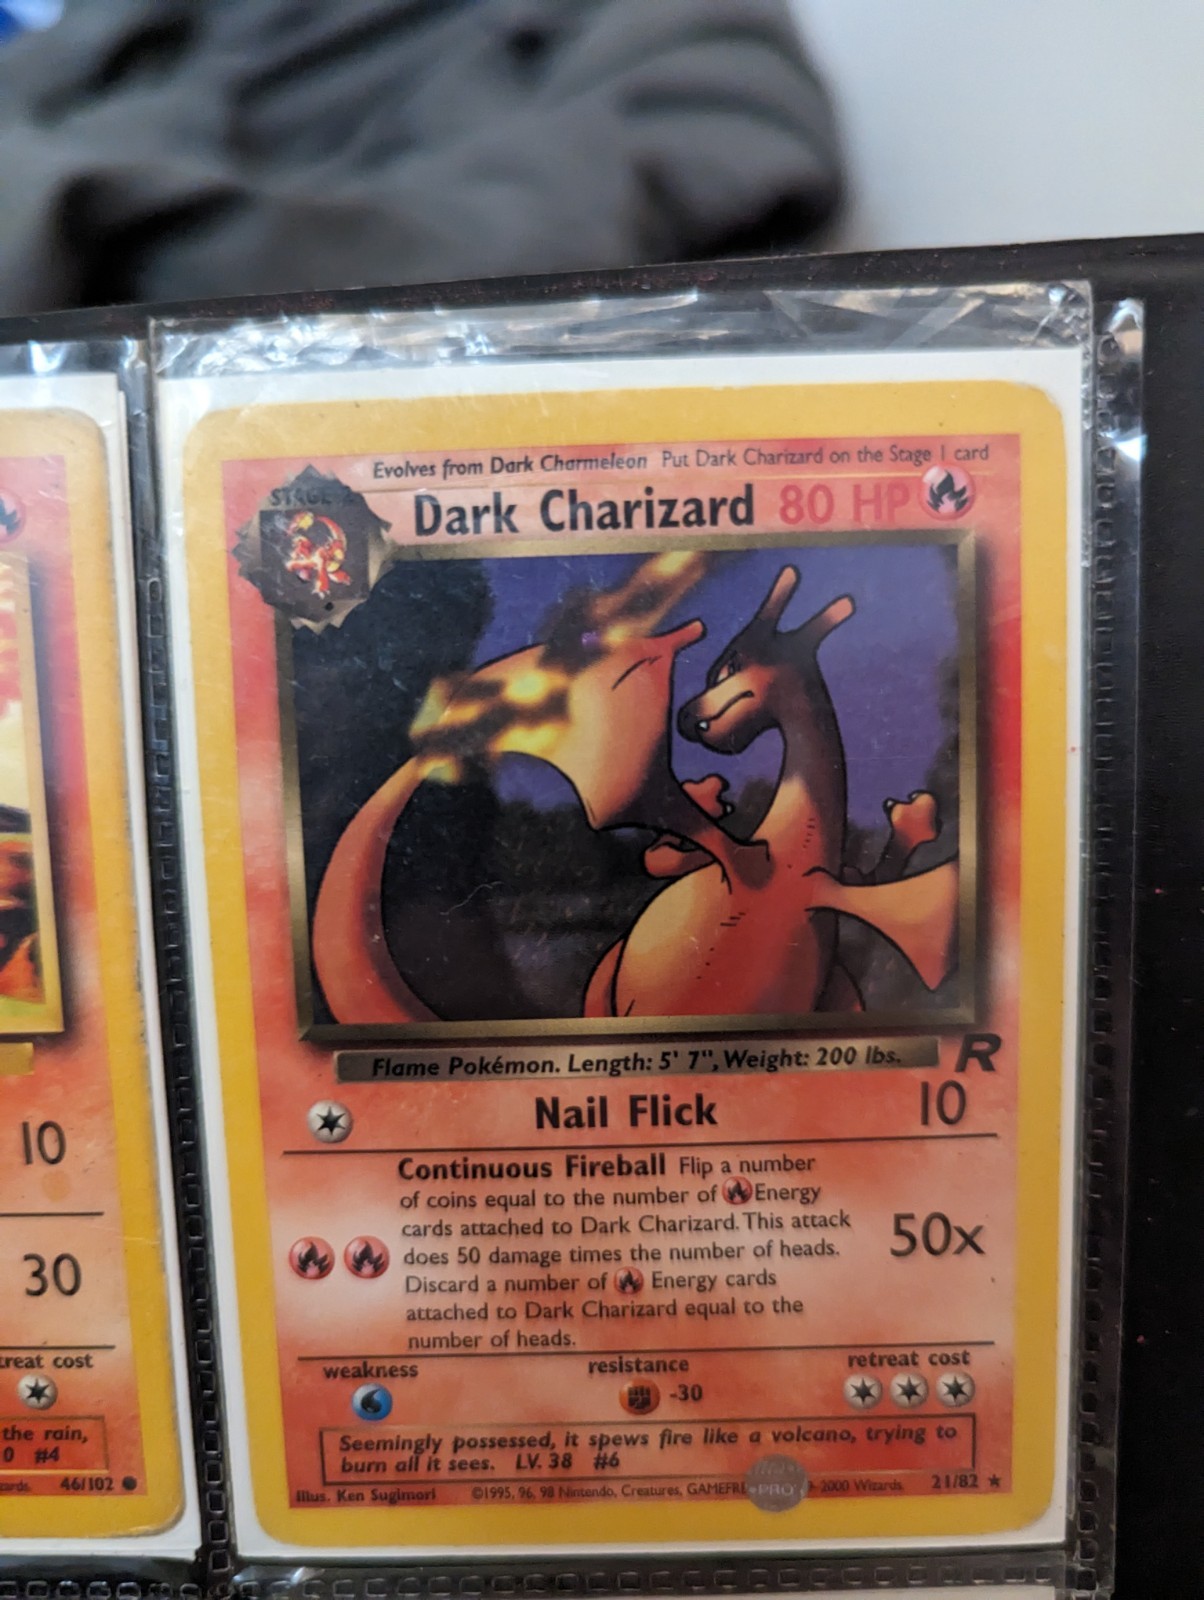 Evolves from Dark Charmeleon Put Dark Charizard on the Stage 1 card
STAGE 2
Dark Charizard 80 HP
Flame Pokémon. Length: 5' 7", Weight: 200 lbs.
R
Nail Flick 10
Continuous Fireball Flip a number
of coins equal to the number of Energy
cards attached to Dark Charizard. This attack
does 50 damage times the number of heads.
Discard a number of Energy cards
attached to Dark Charizard equal to the
number of heads.
50x
weakness resistance retreat cost
-30
Seemingly possessed, it spews fire like a volcano, trying to
burn all it sees. LV. 38 #6
Illus. Ken Sugimori ©1995, 96, 98 Nintendo, Creatures, GAMEFRE 2000 Wizards. 21/82
PRO
10
30
treat cost
the rain,
0 #4
46/102